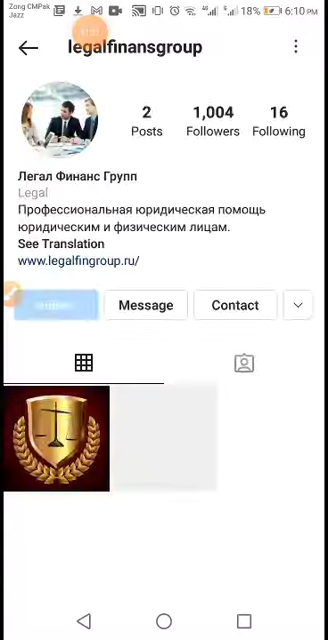 Zong CMPak
Jazz
18%
6:10 PM
legalfinansgroup
2
1,004
16
Posts
Followers
Following
Легал Финанс Групп
Legal
Профессиональная юридическая помощь
юридическим и физическим лицам.
See Translation
www.legalfingroup.ru/
Message
Contact